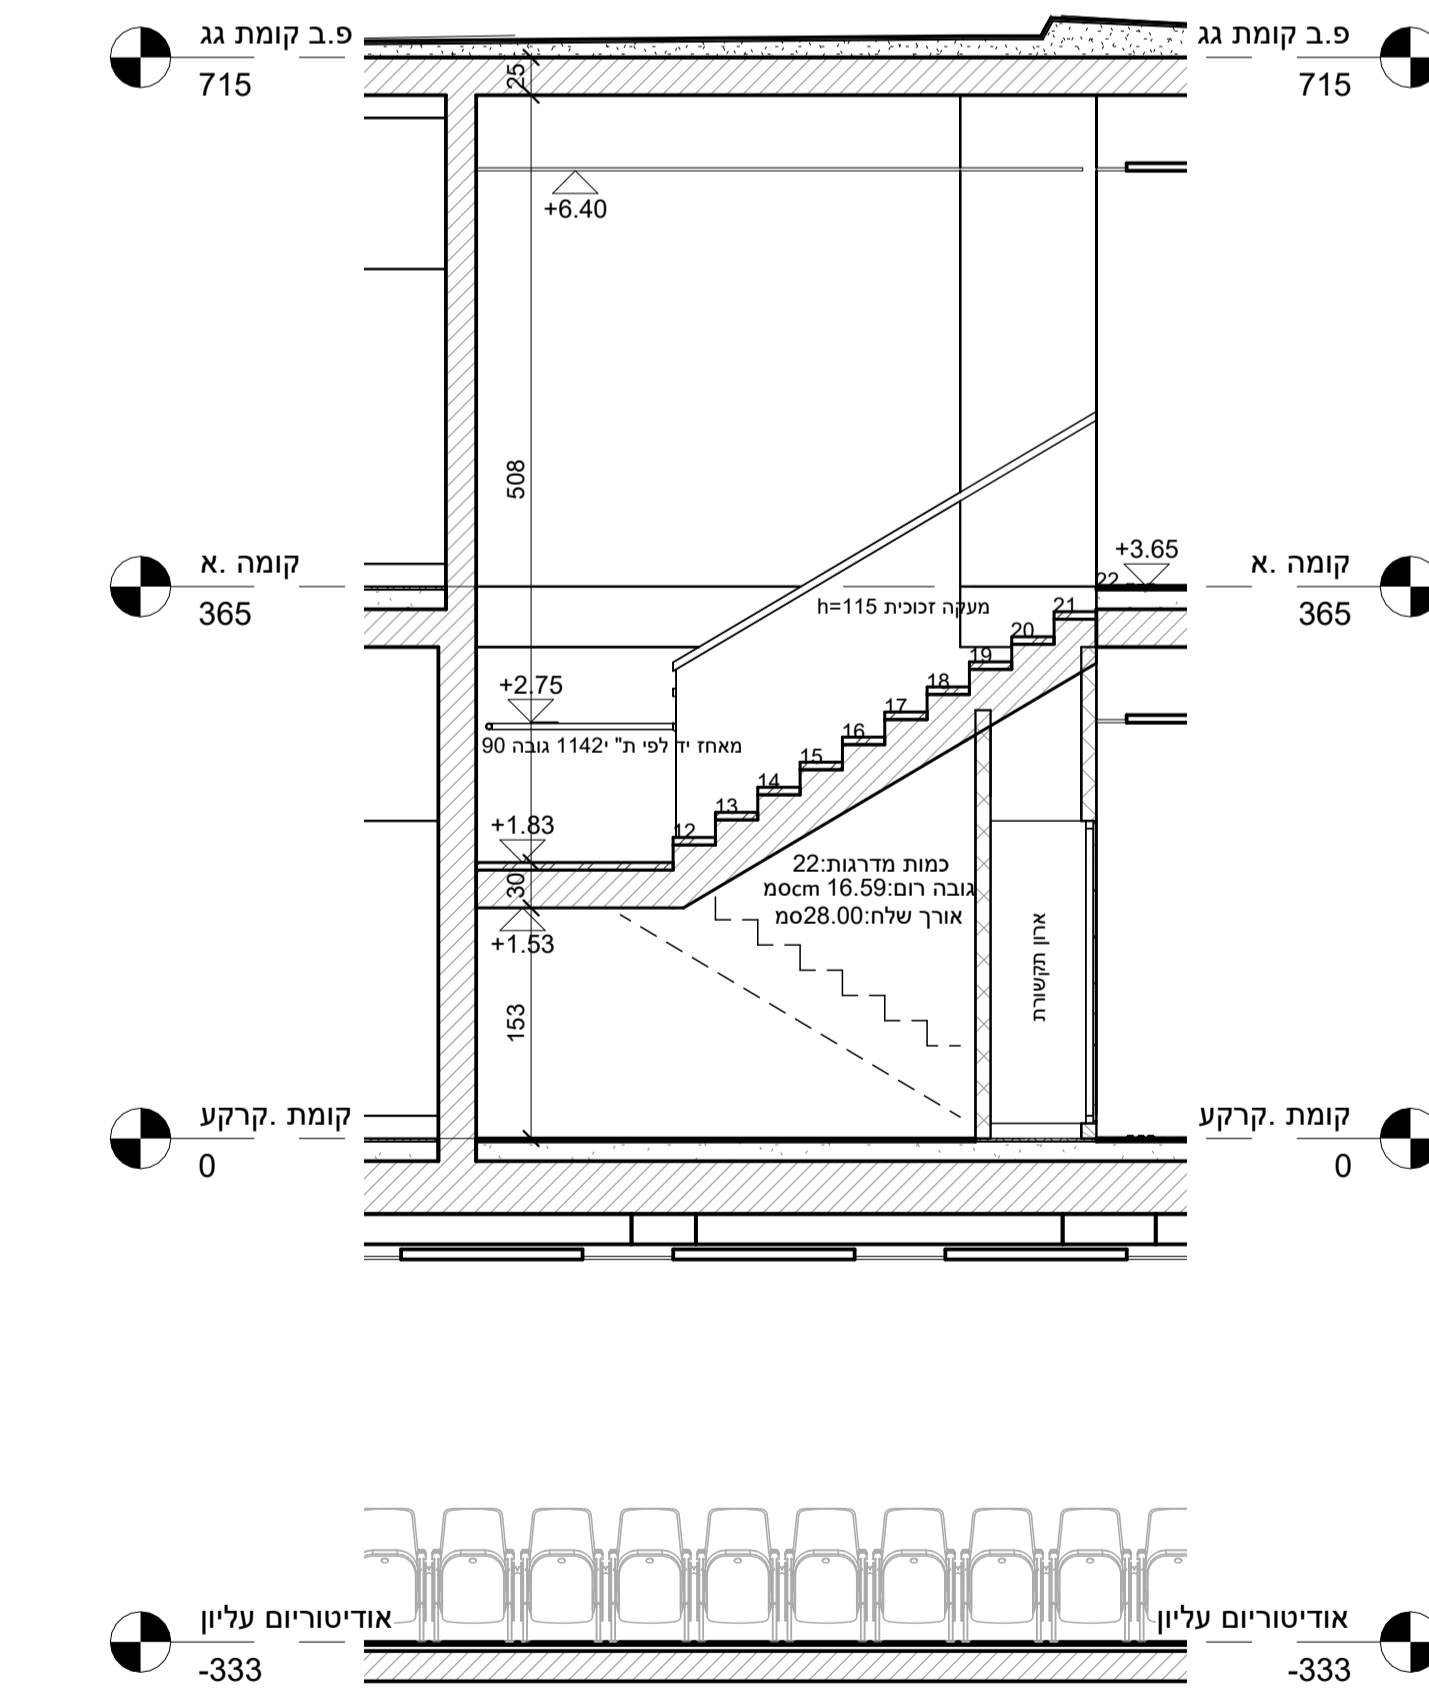 פ.ב קומת גג
715
פ.ב קומת גג
715
25
+6.40
508
קומה .א
365
+3.65
קומה .א
365
22
21
20
19
18
17
16
15
14
13
12
מעקה זכוכית h=115
+2.75
מאחז יד לפי ת" י1142 גובה 90
+1.83
30
+1.53
כמות מדרגות:22
גובה רום:16.59 cmסמ
אורך שלח:28.00סמ
ארון תקשורת
153
קומת .קרקע
0
קומת .קרקע
0
אודיטוריום עליון
-333
אודיטוריום עליון
-333